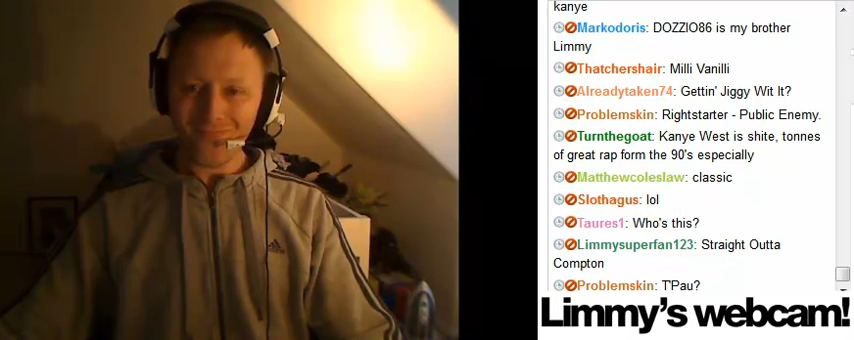 kanye
Markodoris: DOZZIO86 is my brother
Limmy
Thatchershair: Milli Vanilli
Alreadytaken74: Gettin' Jiggy Wit It?
Problemskin: Rightstarter - Public Enemy.
Turnthegoat: Kanye West is shite, tonnes
of great rap form the 90's especially
Matthewcoleslaw: classic
Slothagus: lol
Taures1: Who's this?
Limmysuperfan123: Straight Outta
Compton
Problemskin: T'Pau?
Limmy's webcam!
adidas